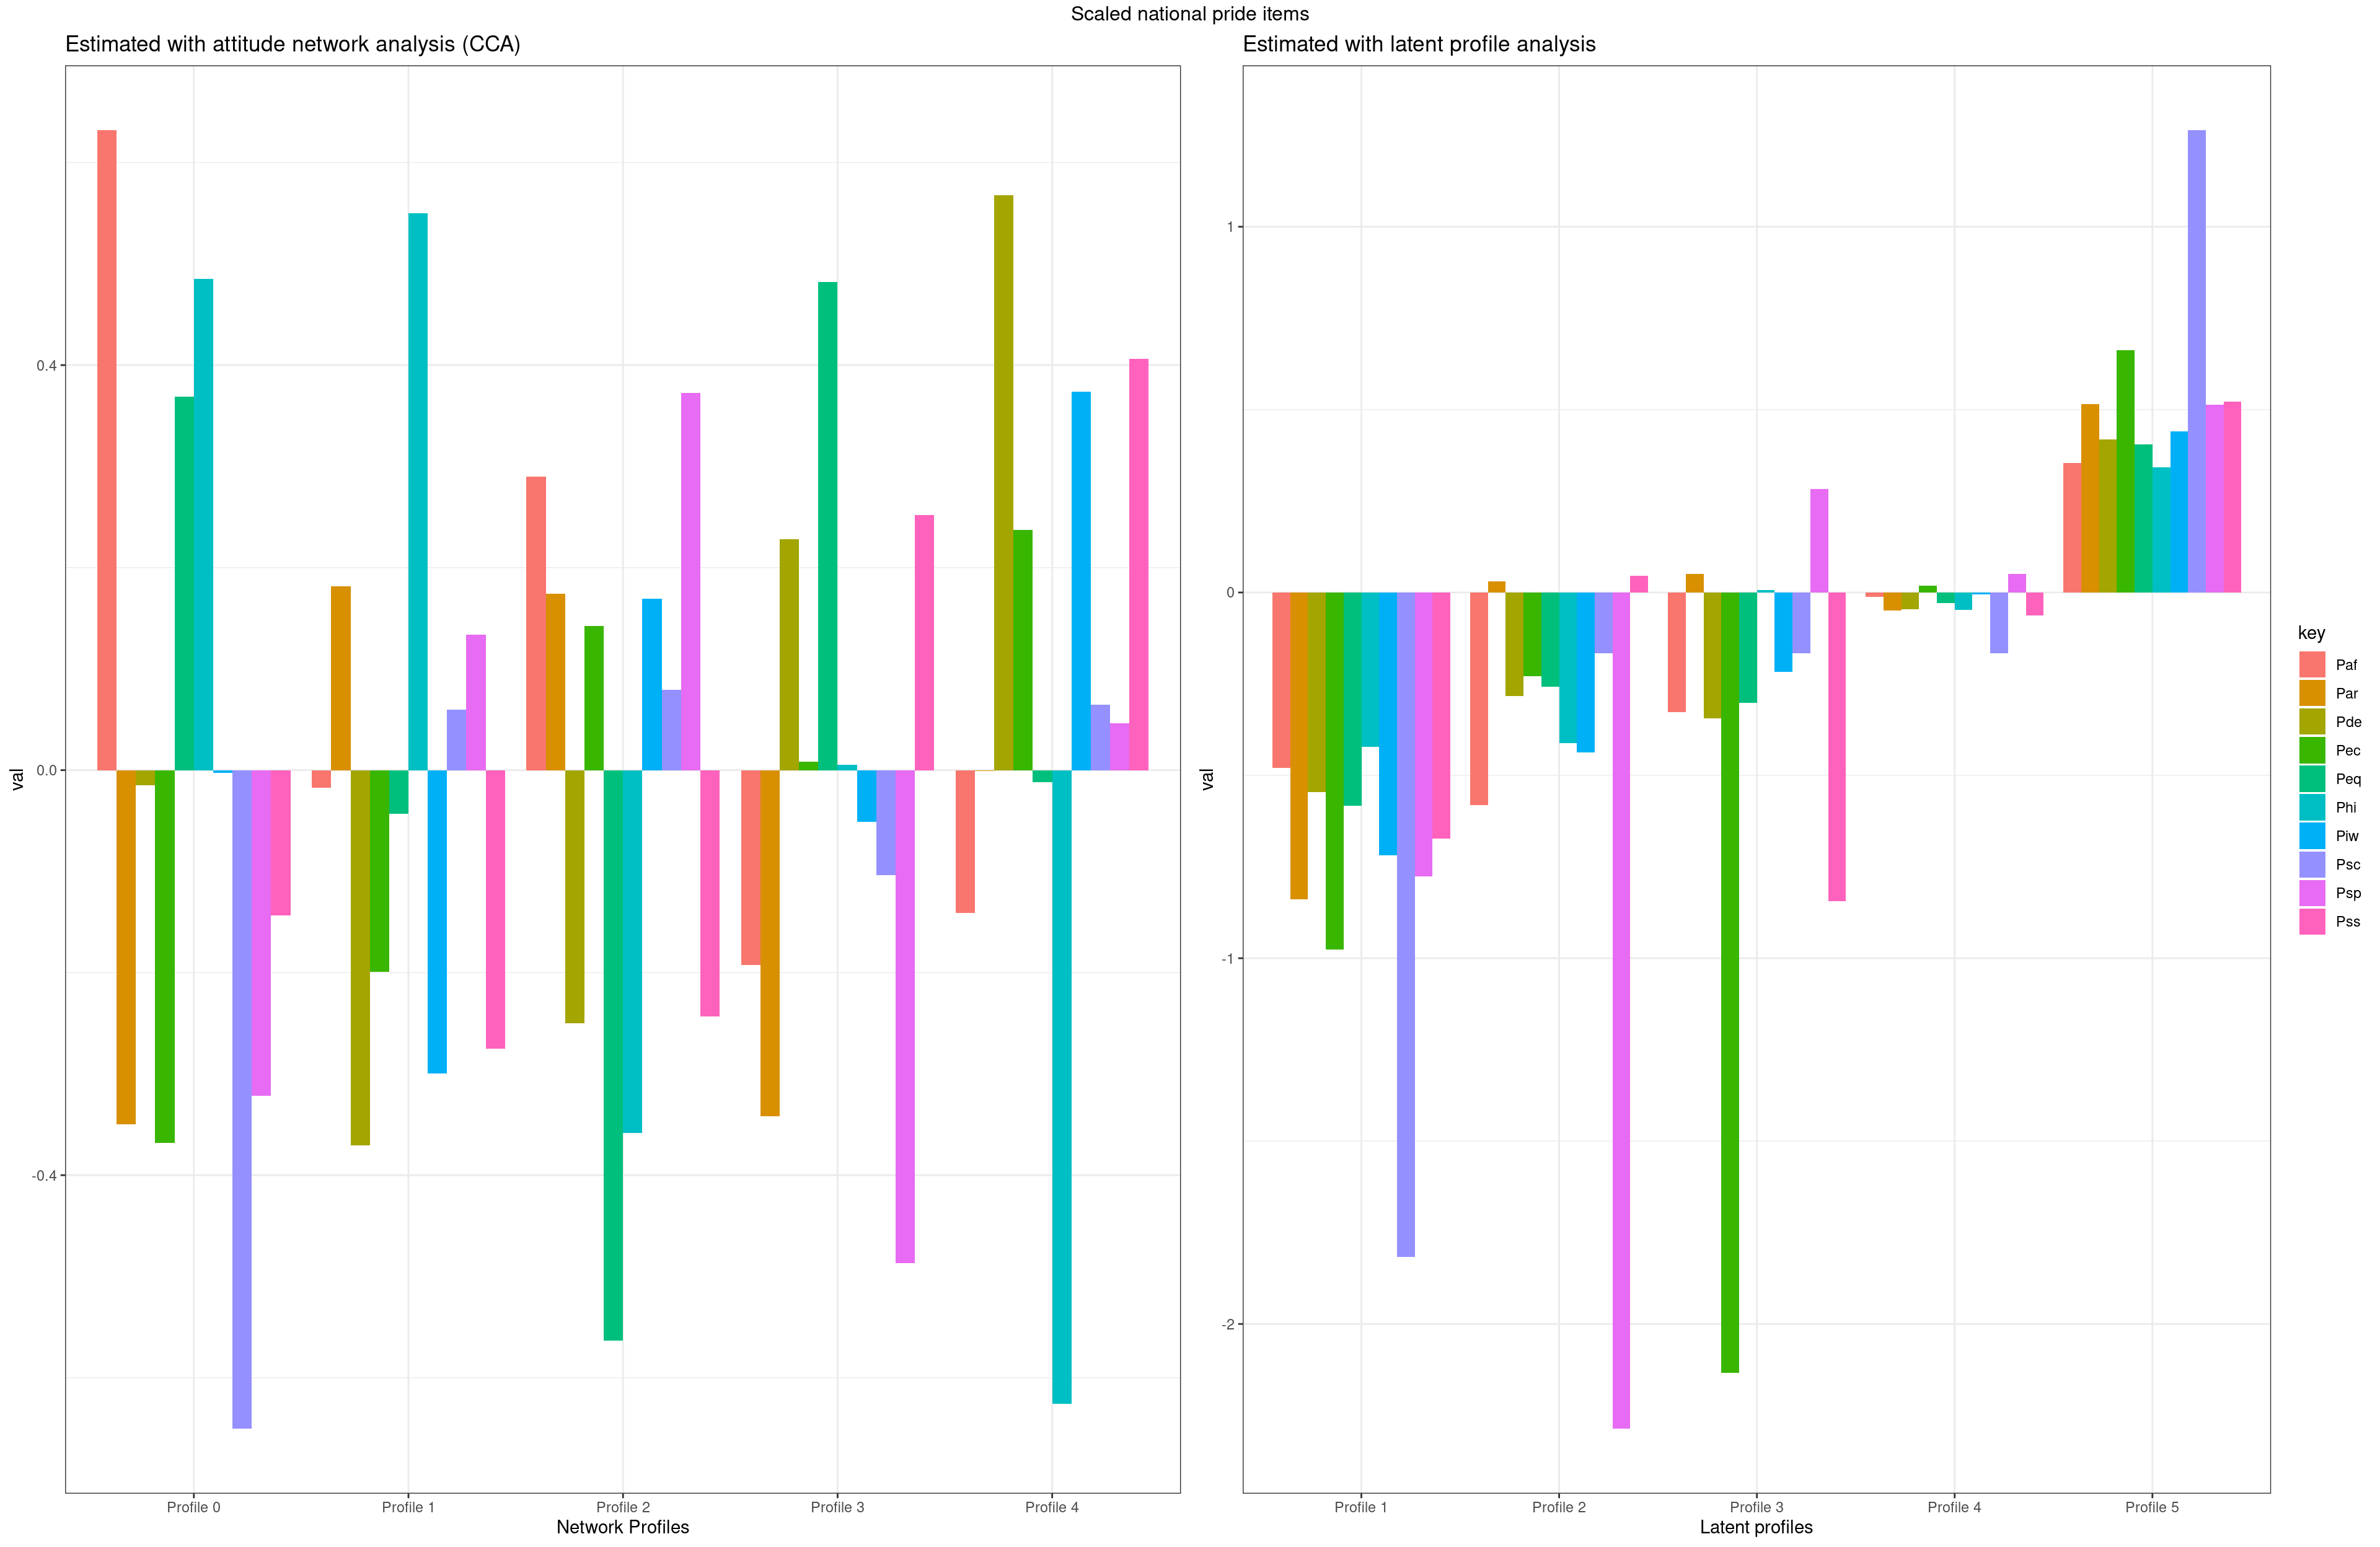 Scaled national pride items
Estimated with attitude network analysis (CCA)
0.4
0.0
-0.4
val
Profile 0
Profile 1
Profile 2
Profile 3
Profile 4
Network Profiles
Estimated with latent profile analysis
1
0
-1
-2
val
Profile 1
Profile 2
Profile 3
Profile 4
Profile 5
Latent profiles
key
Paf
Par
Pde
Pec
Peq
Phi
Piw
Psc
Psp
Pss